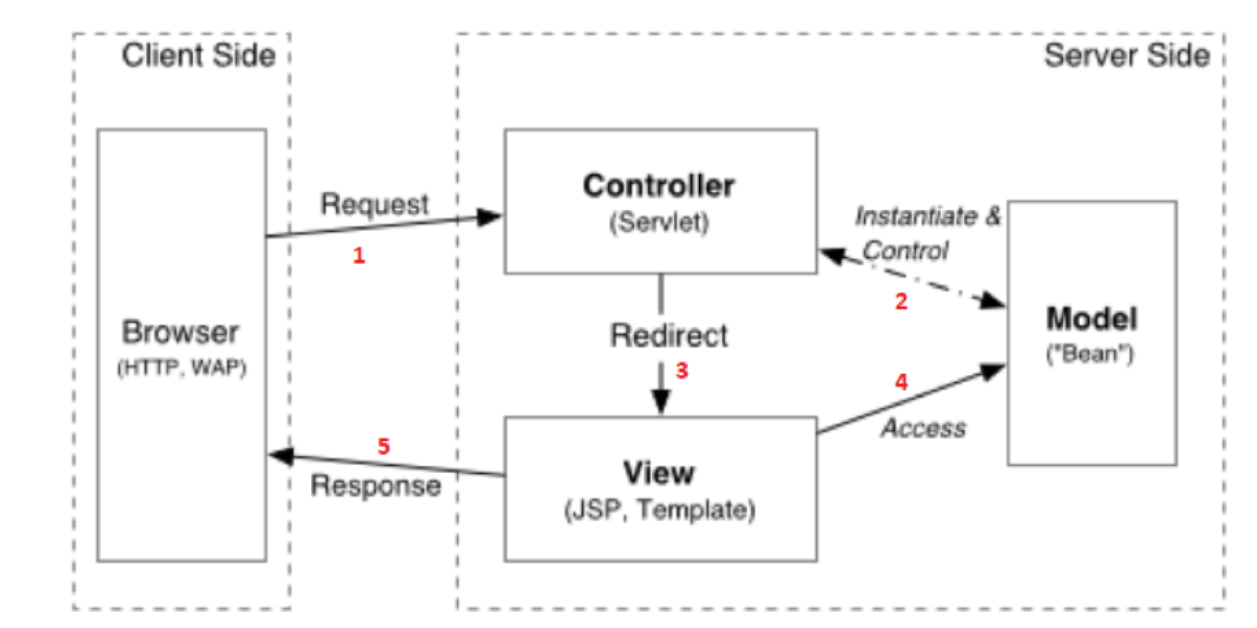 Client Side
Server Side
Controller
(Servlet)
Request
1
Instantiate &
Control
2
Browser
(HTTP, WAP)
Redirect
3
Model
("Bean")
4
Access
5
Response
View
(JSP, Template)